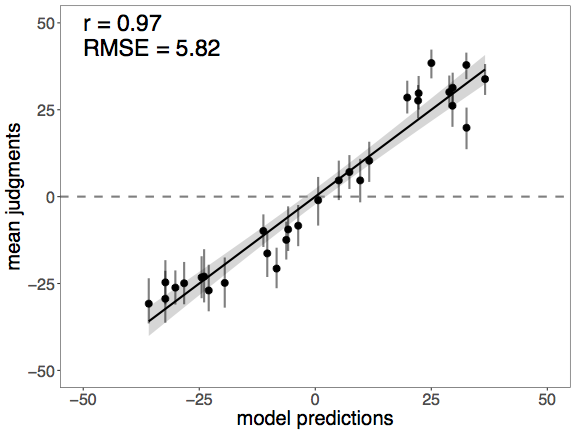 r = 0.97
RMSE = 5.82
50
25
0
−25
−50
mean judgments
−50 −25 0 25 50
model predictions